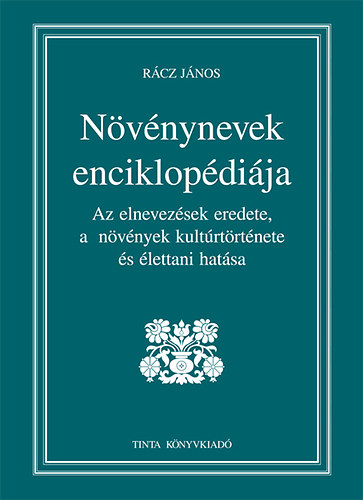 RÁCZ JÁNOS
Növénynevek
enciklopédiája
Az elnevezések eredete,
a növények kultúrtörténete
és élettani hatása
TINTA KÖNYVKIADÓ